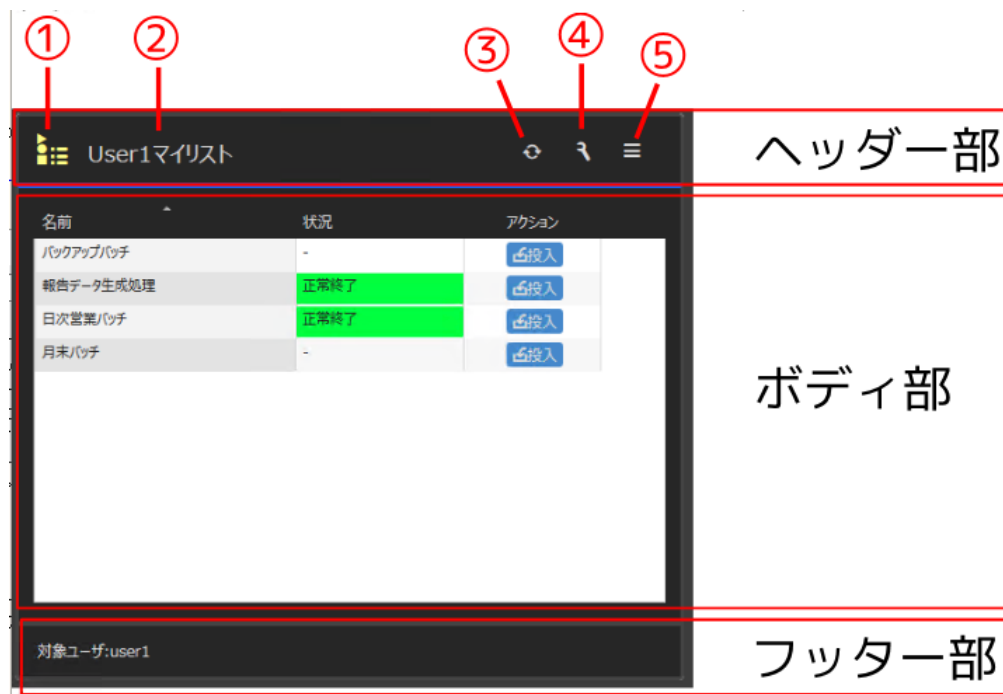 ① ② ③ ④ ⑤
User1マイリスト
ヘッダー部
名前 状況 アクション
バックアップバッチ - 投入
報告データ生成処理 正常終了 投入
日次営業バッチ 正常終了 投入
月末バッチ - 投入
ボディ部
対象ユーザ:user1
フッター部